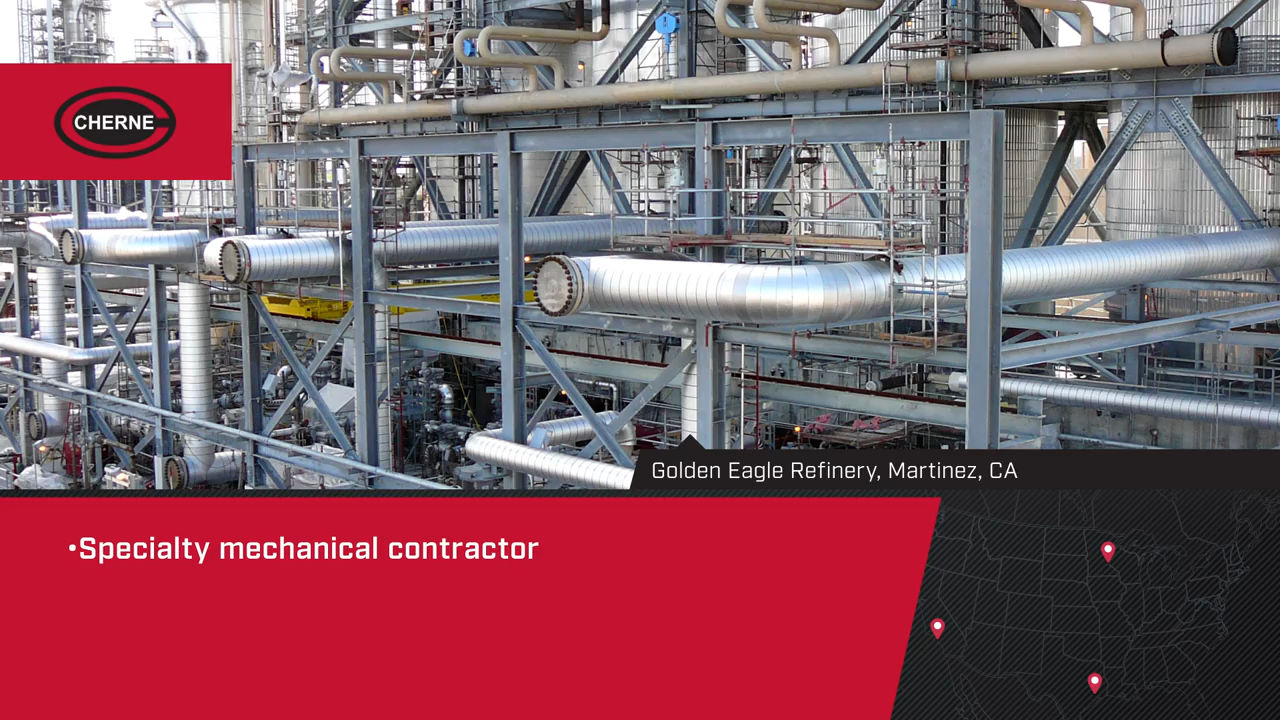 CHERNE
Golden Eagle Refinery, Martinez, CA
•Specialty mechanical contractor